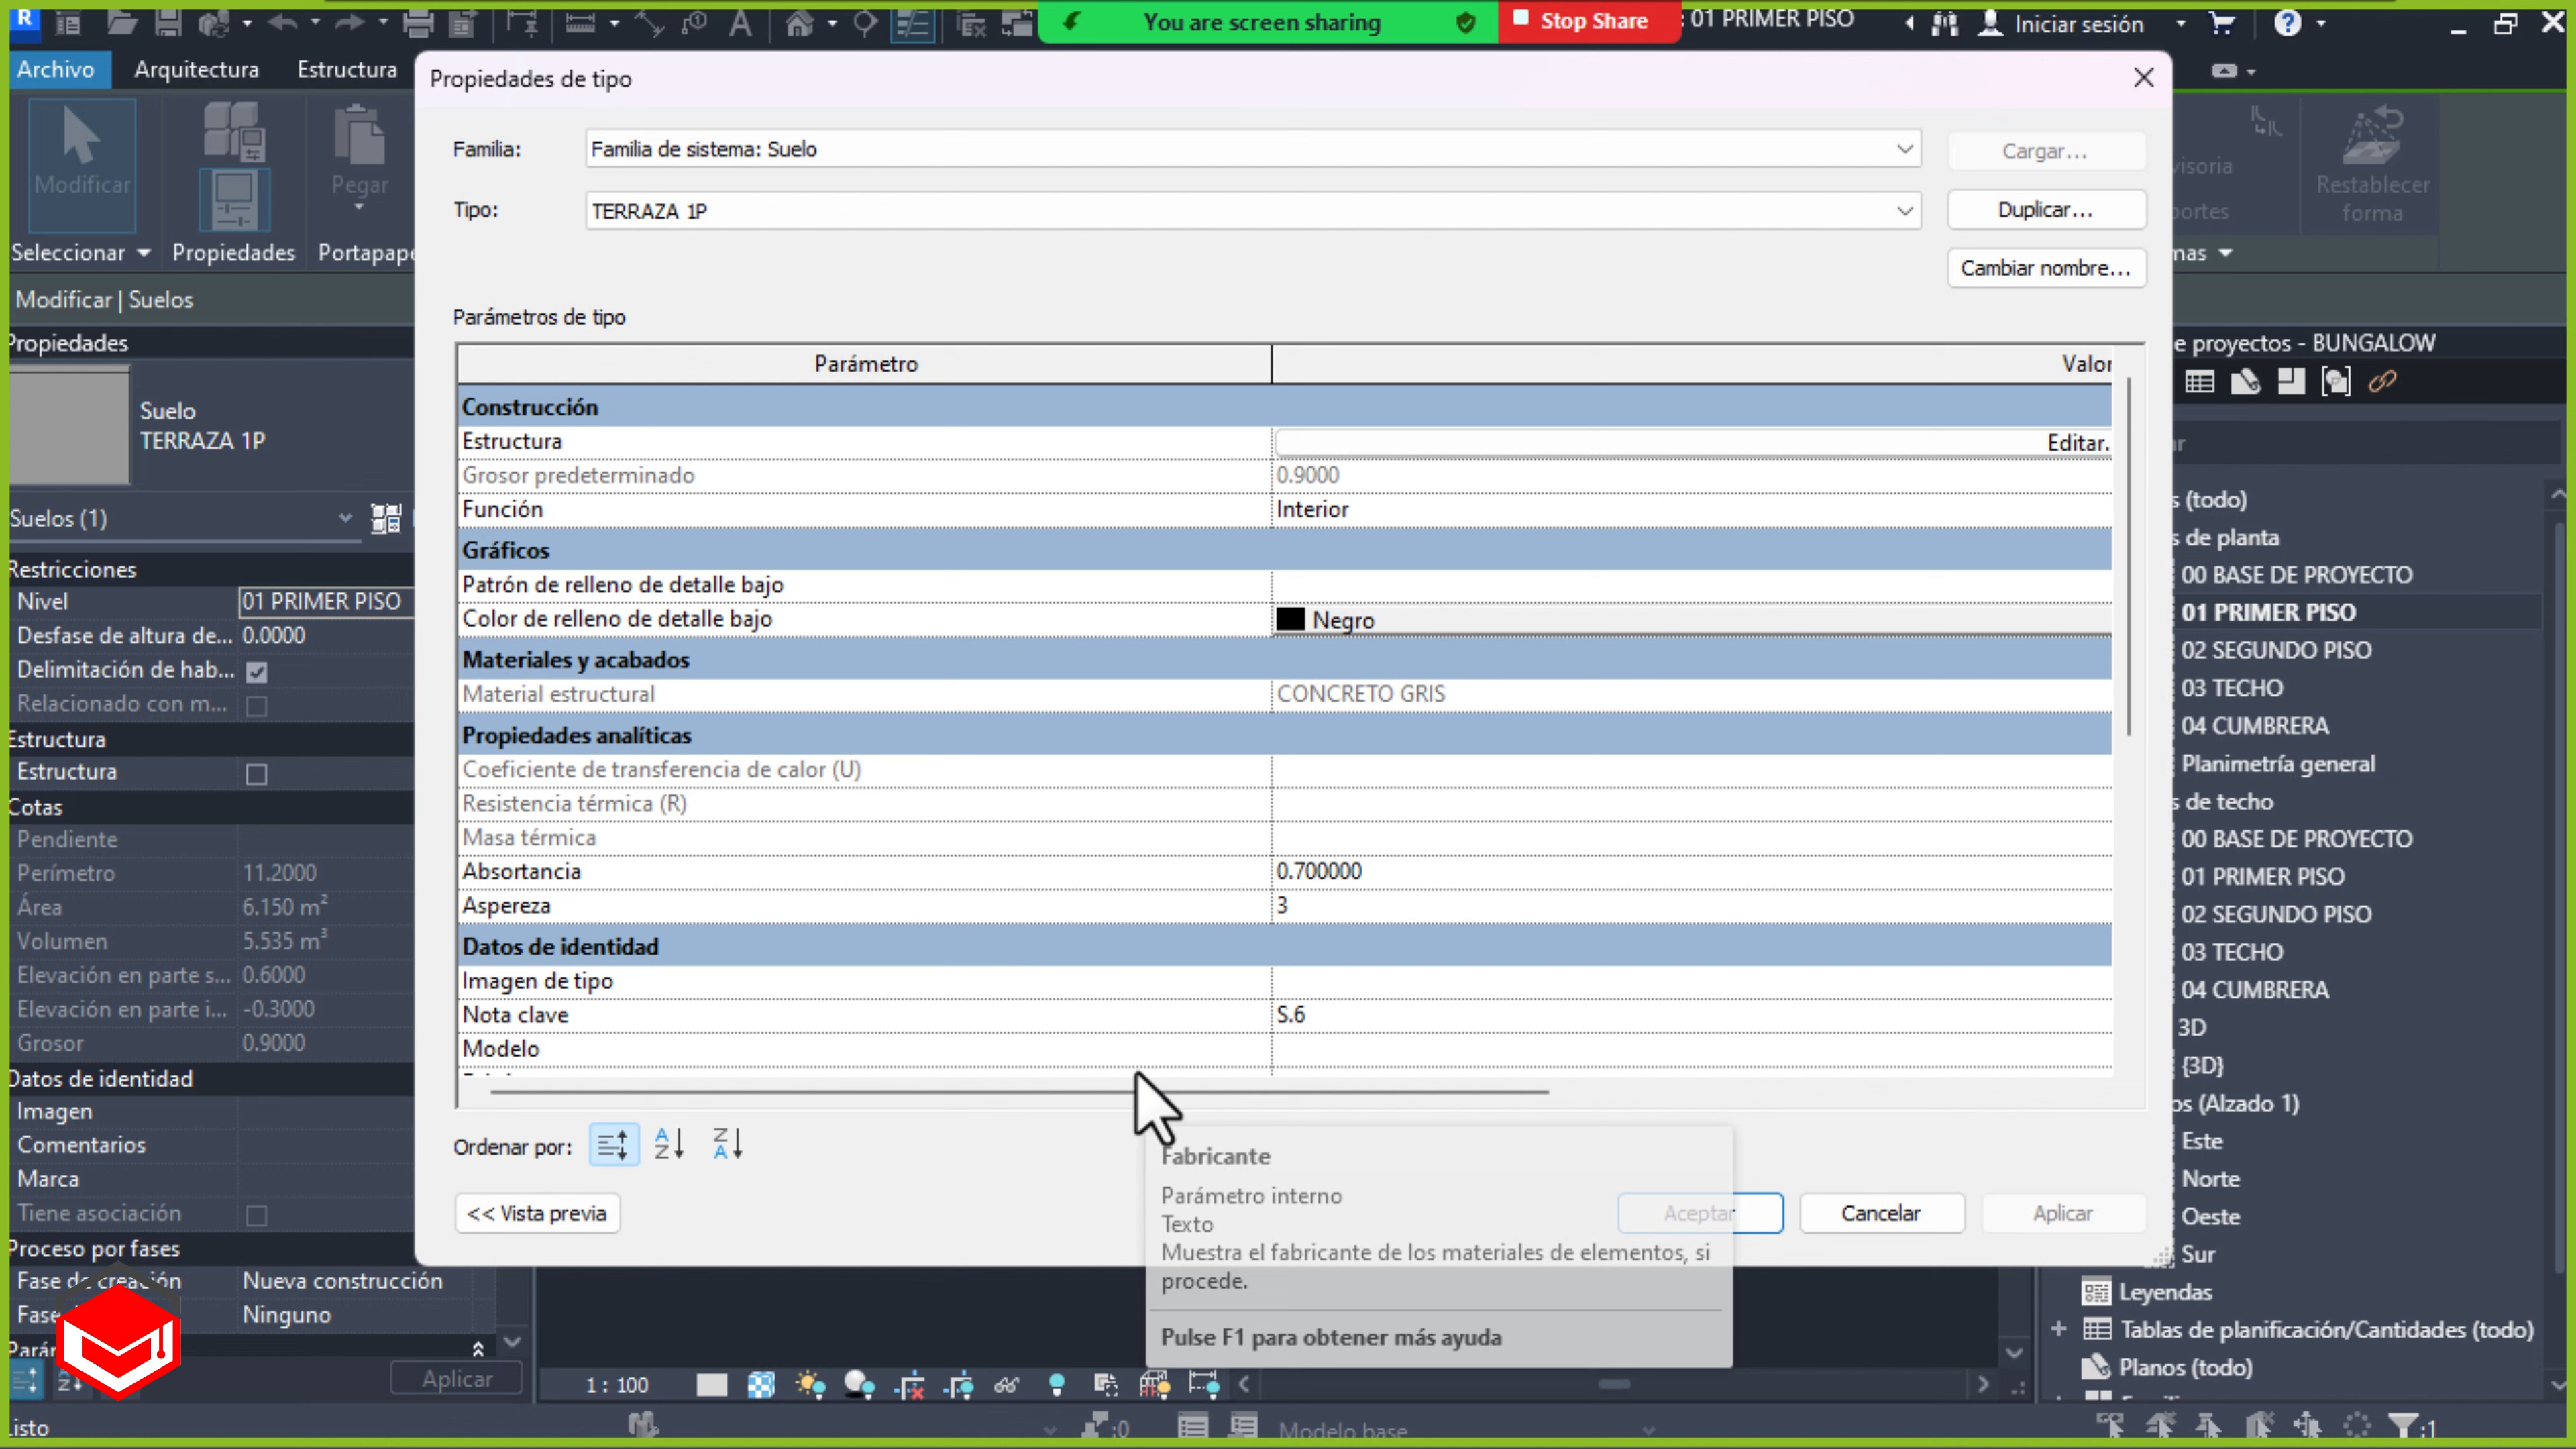 You are screen sharing
Stop Share
: 01 PRIMER PISO
Iniciar sesión
Archivo
Arquitectura
Estructura
Modificar
Pegar
Restablecer
forma
Seleccionar
Propiedades
Modificar | Suelos
Propiedades de tipo
Familia:
Familia de sistema: Suelo
Cargar...
Tipo:
TERRAZA 1P
Duplicar...
Cambiar nombre...
Parámetros de tipo
Parámetro
Valor
Construcción
Estructura
Editar.
Grosor predeterminado
0.9000
Función
Interior
Gráficos
Patrón de relleno de detalle bajo
Color de relleno de detalle bajo
Negro
Materiales y acabados
Material estructural
CONCRETO GRIS
Propiedades analíticas
Coeficiente de transferencia de calor (U)
Resistencia térmica (R)
Masa térmica
Absortancia
0.700000
Aspereza
3
Datos de identidad
Imagen de tipo
Nota clave
S.6
Modelo
Ordenar por:
<< Vista previa
Aceptar
Cancelar
Aplicar
Fabricante
Parámetro interno
Texto
Muestra el fabricante de los materiales de elementos, si
procede.
Pulse F1 para obtener más ayuda
Propiedades
Suelo
TERRAZA 1P
Suelos (1)
Restricciones
Nivel 01 PRIMER PISO
Desfase de altura de... 0.0000
Delimitación de hab...
Relacionado con m...
Estructura
Estructura
Cotas
Pendiente
Perímetro 11.2000
Área 6.150 m²
Volumen 5.535 m³
Elevación en parte s... 0.6000
Elevación en parte i... -0.3000
Grosor 0.9000
Datos de identidad
Imagen
Comentarios
Marca
Tiene asociación
Proceso por fases
Fase de creación Nueva construcción
Fase Ninguno
Aplicar
1 : 100
:0
Modelo base
:1
e proyectos - BUNGALOW
s (todo)
s de planta
00 BASE DE PROYECTO
01 PRIMER PISO
02 SEGUNDO PISO
03 TECHO
04 CUMBRERA
Planimetría general
s de techo
00 BASE DE PROYECTO
01 PRIMER PISO
02 SEGUNDO PISO
03 TECHO
04 CUMBRERA
3D
{3D}
os (Alzado 1)
Este
Norte
Oeste
Sur
Leyendas
Tablas de planificación/Cantidades (todo)
Planos (todo)